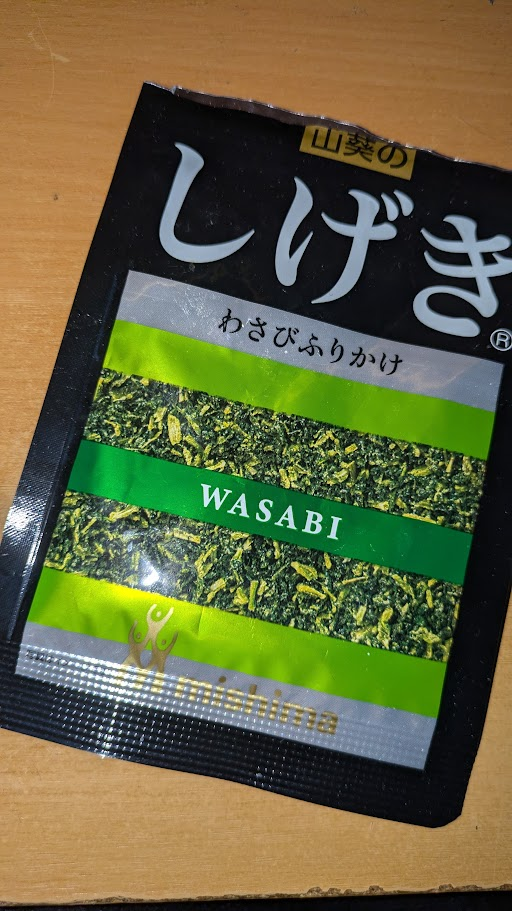 山葵の
しげき®
わさびふりかけ
WASABI
mishima